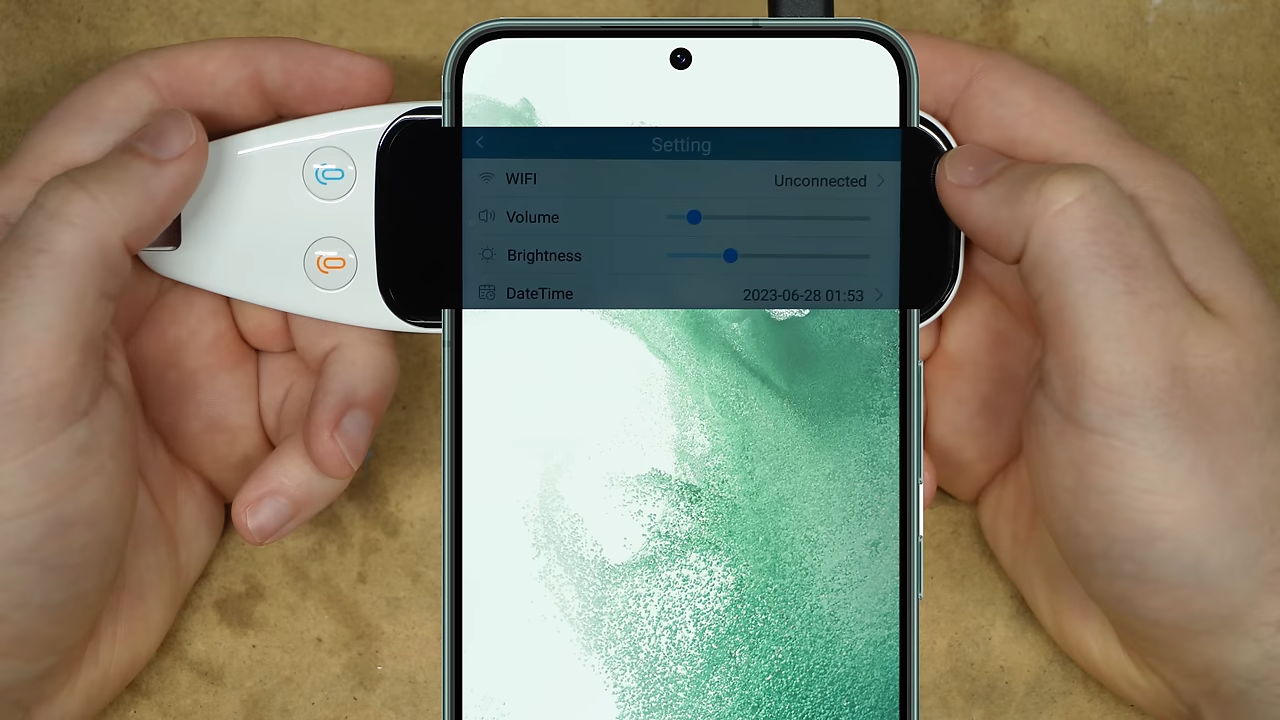 Setting
WIFI Unconnected
Volume
Brightness
DateTime 2023-06-28 01:53